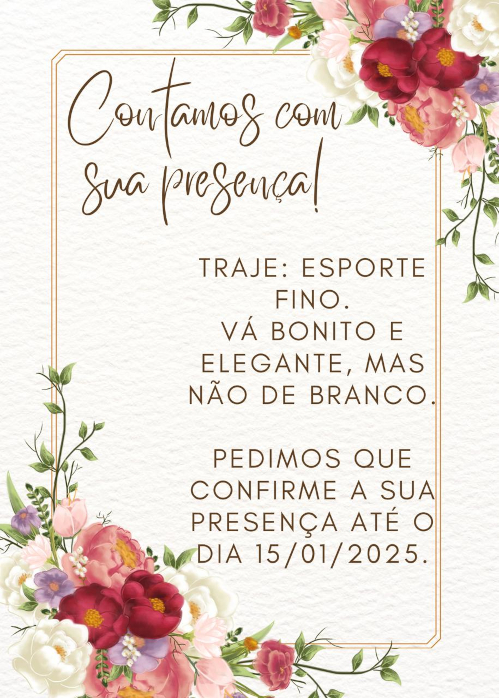 Contamos com
sua presença!
TRAJE: ESPORTE
FINO.
VÁ BONITO E
ELEGANTE, MAS
NÃO DE BRANCO.
PEDIMOS QUE
CONFIRME A SUA
PRESENÇA ATÉ O
DIA 15/01/2025.